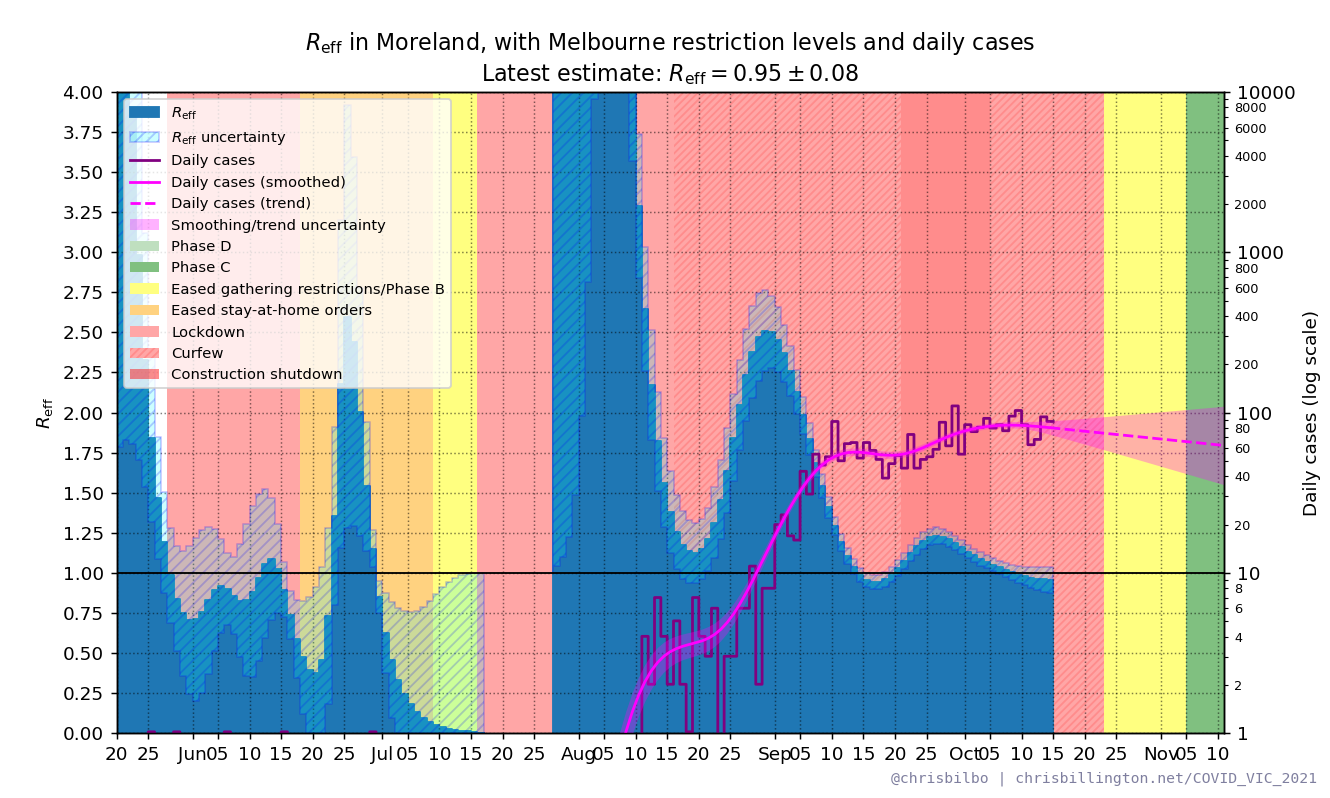 Reff in Moreland, with Melbourne restriction levels and daily cases
Latest estimate: Reff = 0.95 ± 0.08
4.00
3.75
3.50
3.25
3.00
2.75
2.50
2.25
2.00
1.75
1.50
1.25
1.00
0.75
0.50
0.25
0.00
Reff
Reff
Reff uncertainty
Daily cases
Daily cases (smoothed)
Daily cases (trend)
Smoothing/trend uncertainty
Phase D
Phase C
Eased gathering restrictions/Phase B
Eased stay-at-home orders
Lockdown
Curfew
Construction shutdown
10000
8000
6000
4000
2000
1000
800
600
400
200
100
80
60
40
20
10
8
6
4
2
1
Daily cases (log scale)
20 25 Jun 05 10 15 20 25 Jul 05 10 15 20 25 Aug 05 10 15 20 25 Sep 05 10 15 20 25 Oct 05 10 15 20 25 Nov 05 10
@chrisbilbo | chrisbillington.net/COVID_VIC_2021